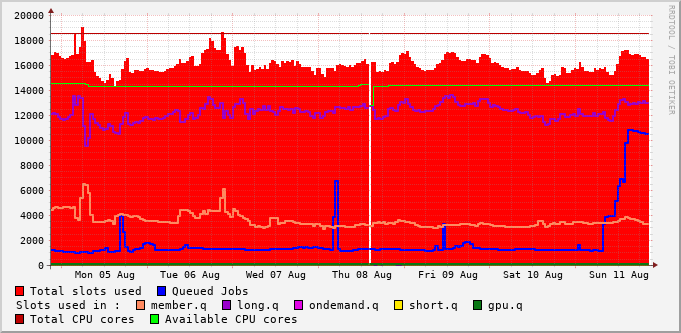 20000
18000
16000
14000
12000
10000
8000
6000
4000
2000
0
Mon 05 Aug Tue 06 Aug Wed 07 Aug Thu 08 Aug Fri 09 Aug Sat 10 Aug Sun 11 Aug
Total slots used Queued Jobs
Slots used in : member.q long.q ondemand.q short.q gpu.q
Total CPU cores Available CPU cores
RRDTOOL / TOBI OETIKER